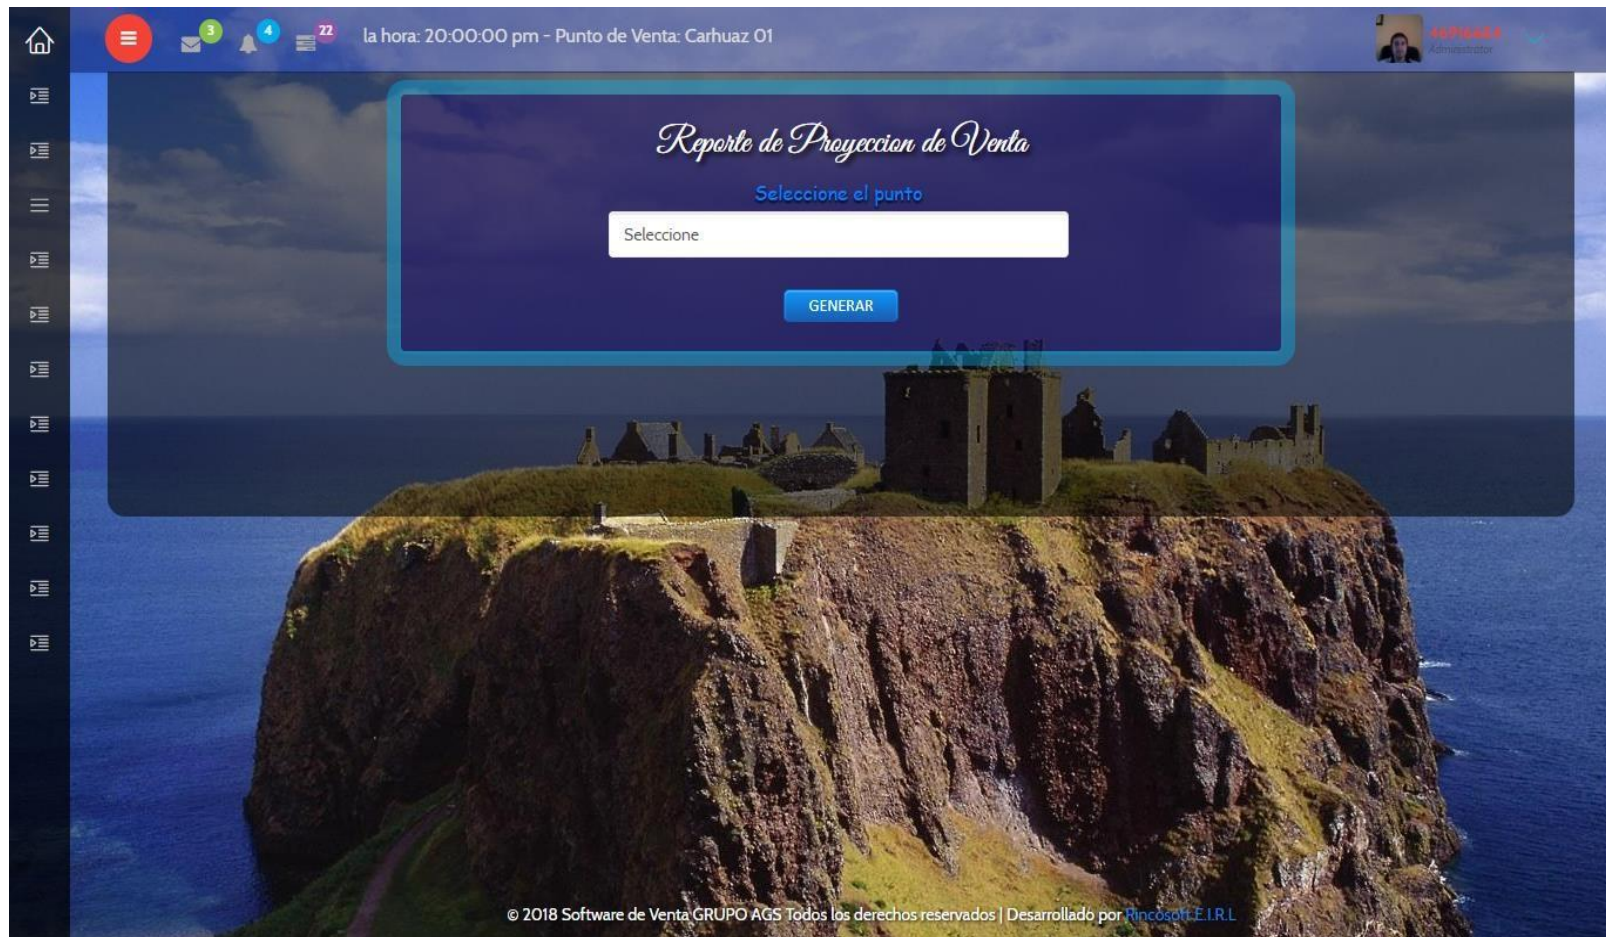 3
4
22
la hora: 20:00:00 pm - Punto de Venta: Carhuaz 01
Administrator
Reporte de Proyeccion de Venta
Seleccione el punto
Seleccione
GENERAR
© 2018 Software de Venta GRUPO AGS Todos los derechos reservados | Desarrollado por Rincosoft E.I.R.L